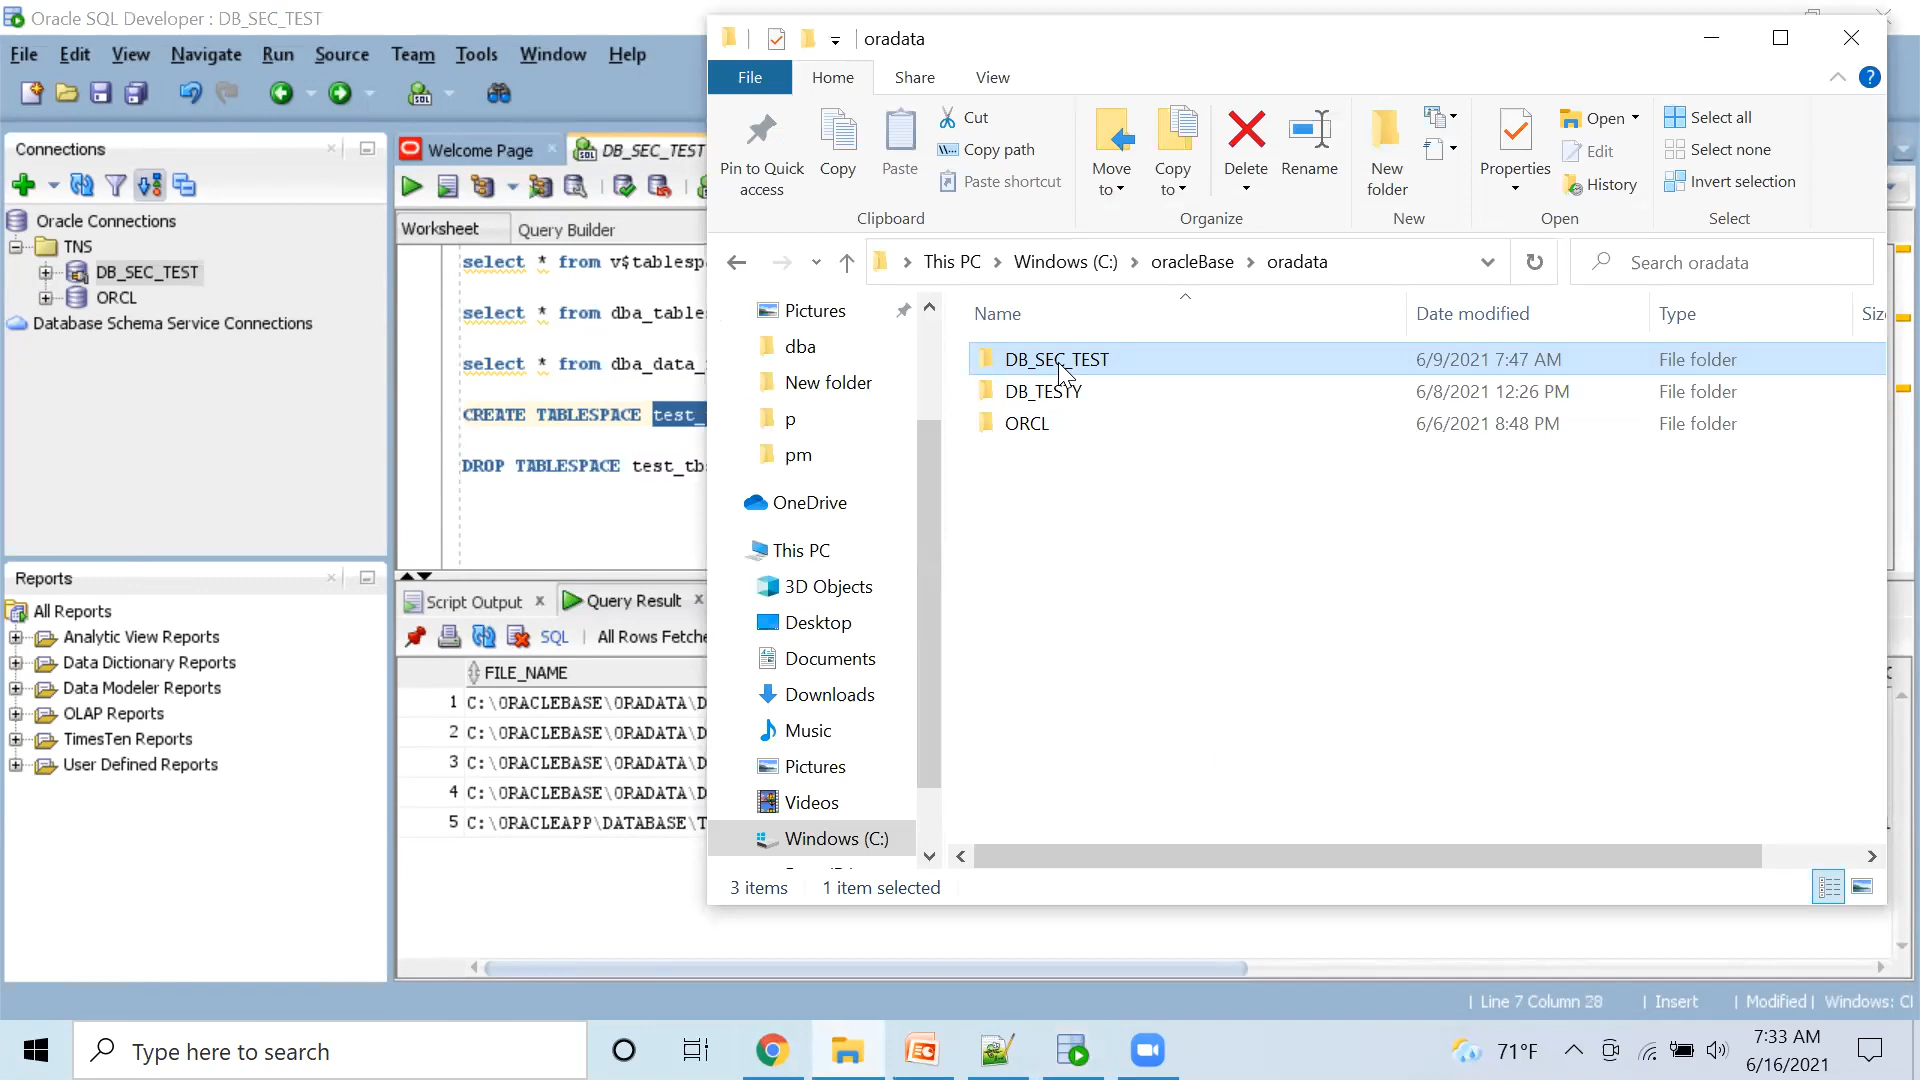 Oracle SQL Developer : DB_SEC_TEST
File Edit View Navigate Run Source Team Tools Window Help
Connections
Oracle Connections
TNS
DB_SEC_TEST
ORCL
Database Schema Service Connections
Reports
All Reports
Analytic View Reports
Data Dictionary Reports
Data Modeler Reports
OLAP Reports
TimesTen Reports
User Defined Reports
Welcome Page
DB_SEC_TEST
SQL
Worksheet Query Builder
select * from v$tablesp
select * from dba_table
select * from dba_data_
CREATE TABLESPACE test_
DROP TABLESPACE test_tb
Script Output Query Result
SQL | All Rows Fetche
FILE_NAME
1 C:\ORACLEBASE\ORADATA\D
2 C:\ORACLEBASE\ORADATA\D
3 C:\ORACLEBASE\ORADATA\D
4 C:\ORACLEBASE\ORADATA\D
5 C:\ORACLEAPP\DATABASE\T
oradata
File Home Share View
Pin to Quick access
Copy
Paste
Cut
Copy path
Paste shortcut
Clipboard
Move to
Copy to
Delete
Rename
Organize
New folder
New
Properties
Open
Edit
History
Open
Select all
Select none
Invert selection
Select
This PC > Windows (C:) > oracleBase > oradata
Search oradata
Pictures
dba
New folder
p
pm
OneDrive
This PC
3D Objects
Desktop
Documents
Downloads
Music
Pictures
Videos
Windows (C:)
Name Date modified Type
DB_SEC_TEST 6/9/2021 7:47 AM File folder
DB_TESTY 6/8/2021 12:26 PM File folder
ORCL 6/6/2021 8:48 PM File folder
3 items 1 item selected
| Line 7 Column 28 | Insert | Modified | Windows: Cl
Type here to search
71°F
7:33 AM
6/16/2021